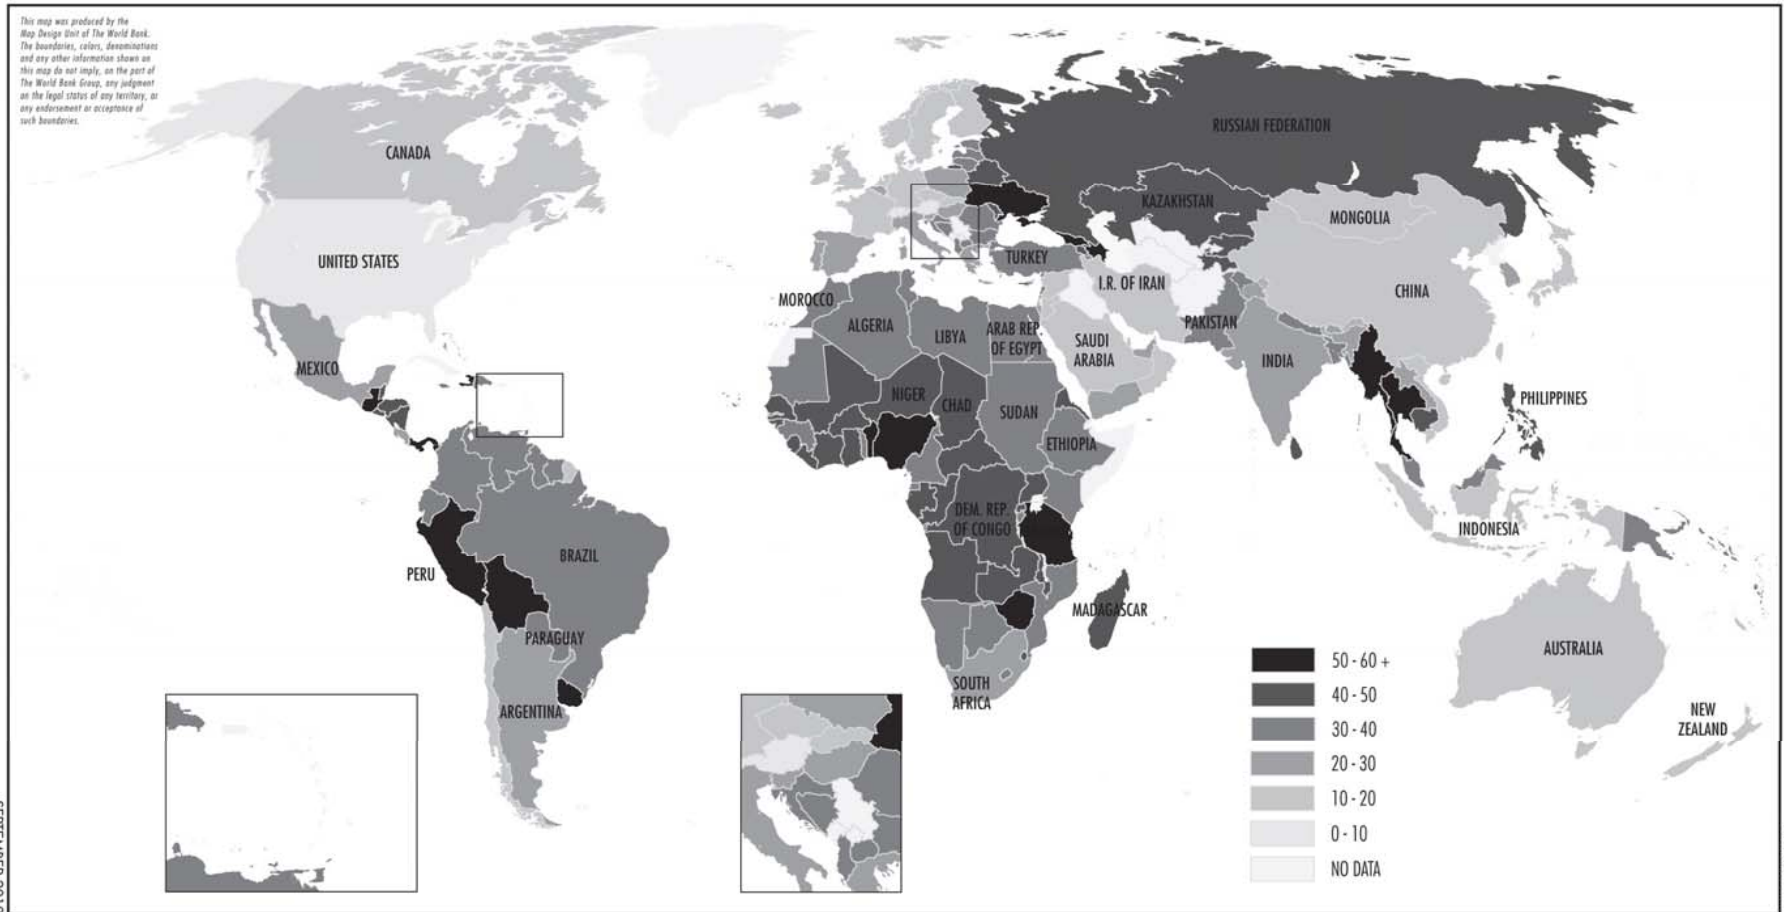 This map was produced by the
Map Design Unit of The World Bank.
The boundaries, colors, denominations
and any other information shown on
this map do not imply, on the part of
The World Bank Group, any judgment
on the legal status of any territory, or
any endorsement or acceptance of
such boundaries.
CANADA
UNITED STATES
MEXICO
PERU
BRAZIL
PARAGUAY
ARGENTINA
RUSSIAN FEDERATION
KAZAKHSTAN
MONGOLIA
TURKEY
I.R. OF IRAN
CHINA
MOROCCO
ALGERIA
LIBYA
ARAB REP.
OF EGYPT
SAUDI
ARABIA
PAKISTAN
INDIA
NIGER
CHAD
SUDAN
ETHIOPIA
PHILIPPINES
DEM. REP.
OF CONGO
INDONESIA
MADAGASCAR
SOUTH
AFRICA
AUSTRALIA
NEW
ZEALAND
50 - 60 +
40 - 50
30 - 40
20 - 30
10 - 20
0 - 10
NO DATA